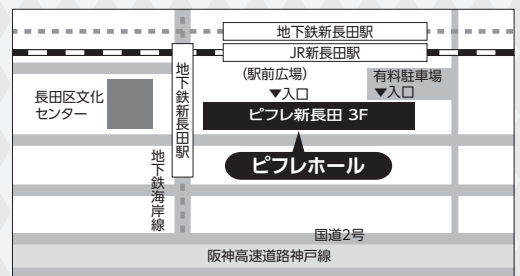 地下鉄新長田駅
JR新長田駅
(駅前広場)
▼入口
有料駐車場
▼入口
地下鉄新長田駅
長田区文化
センター
ピフレ新長田 3F
ピフレホール
地下鉄海岸線
国道2号
阪神高速道路神戸線